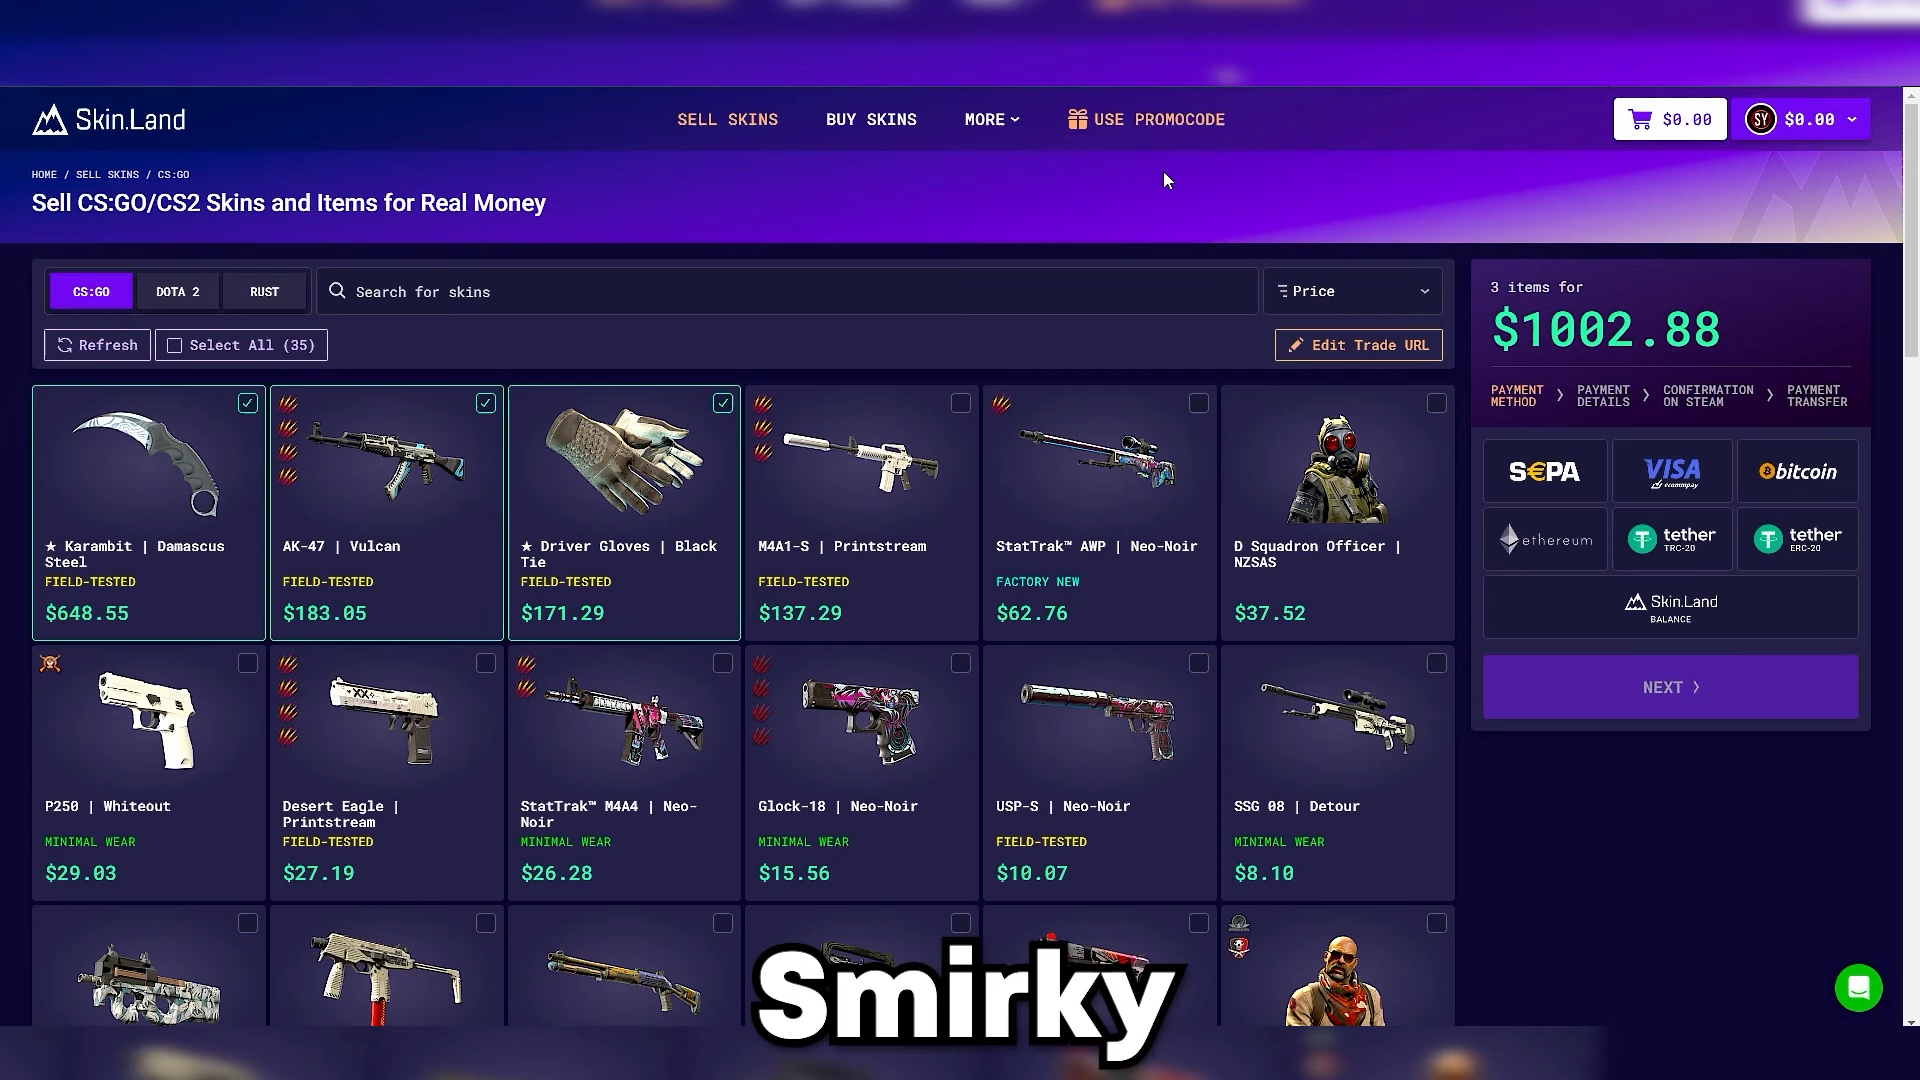 Skin.Land
SELL SKINS
BUY SKINS
MORE
USE PROMOCODE
$0.00
SY
$0.00
HOME / SELL SKINS / CS:GO
Sell CS:GO/CS2 Skins and Items for Real Money
CS:GO
DOTA 2
RUST
Search for skins
Price
Refresh
Select All (35)
Edit Trade URL
3 items for
$1002.88
PAYMENT METHOD
PAYMENT DETAILS
CONFIRMATION ON STEAM
PAYMENT TRANSFER
S€PA
VISA
ecommpay
bitcoin
ethereum
tether
TRC-20
tether
ERC-20
Skin.Land
BALANCE
NEXT
★ Karambit | Damascus
Steel
FIELD-TESTED
$648.55
AK-47 | Vulcan
FIELD-TESTED
$183.05
★ Driver Gloves | Black
Tie
FIELD-TESTED
$171.29
M4A1-S | Printstream
FIELD-TESTED
$137.29
StatTrak™ AWP | Neo-Noir
FACTORY NEW
$62.76
D Squadron Officer |
NZSAS
$37.52
P250 | Whiteout
MINIMAL WEAR
$29.03
Desert Eagle |
Printstream
FIELD-TESTED
$27.19
StatTrak™ M4A4 | Neo-
Noir
MINIMAL WEAR
$26.28
Glock-18 | Neo-Noir
MINIMAL WEAR
$15.56
USP-S | Neo-Noir
FIELD-TESTED
$10.07
SSG 08 | Detour
MINIMAL WEAR
$8.10
Smirky